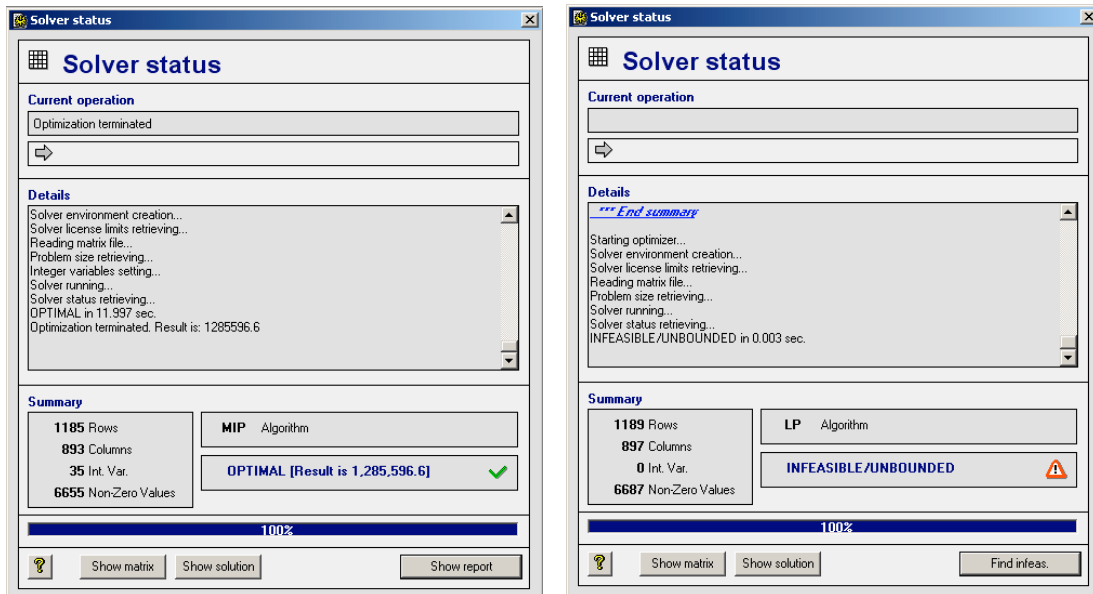 Solver status
Solver status
Current operation
Optimization terminated
Details
Solver environment creation...
Solver license limits retrieving...
Reading matrix file...
Problem size retrieving...
Integer variables setting...
Solver running...
Solver status retrieving...
OPTIMAL in 11.997 sec.
Optimization terminated. Result is: 1285596.6
Summary
1185 Rows
893 Columns
35 Int. Var.
6655 Non-Zero Values
MIP Algorithm
OPTIMAL [Result is 1,285,596.6]
100%
? Show matrix Show solution Show report
Solver status
Solver status
Current operation
Details
*** End summary
Starting optimizer...
Solver environment creation...
Solver license limits retrieving...
Reading matrix file...
Problem size retrieving...
Solver running...
Solver status retrieving...
INFEASIBLE/UNBOUNDED in 0.003 sec.
Summary
1189 Rows
897 Columns
0 Int. Var.
6687 Non-Zero Values
LP Algorithm
INFEASIBLE/UNBOUNDED
100%
? Show matrix Show solution Find infeas.